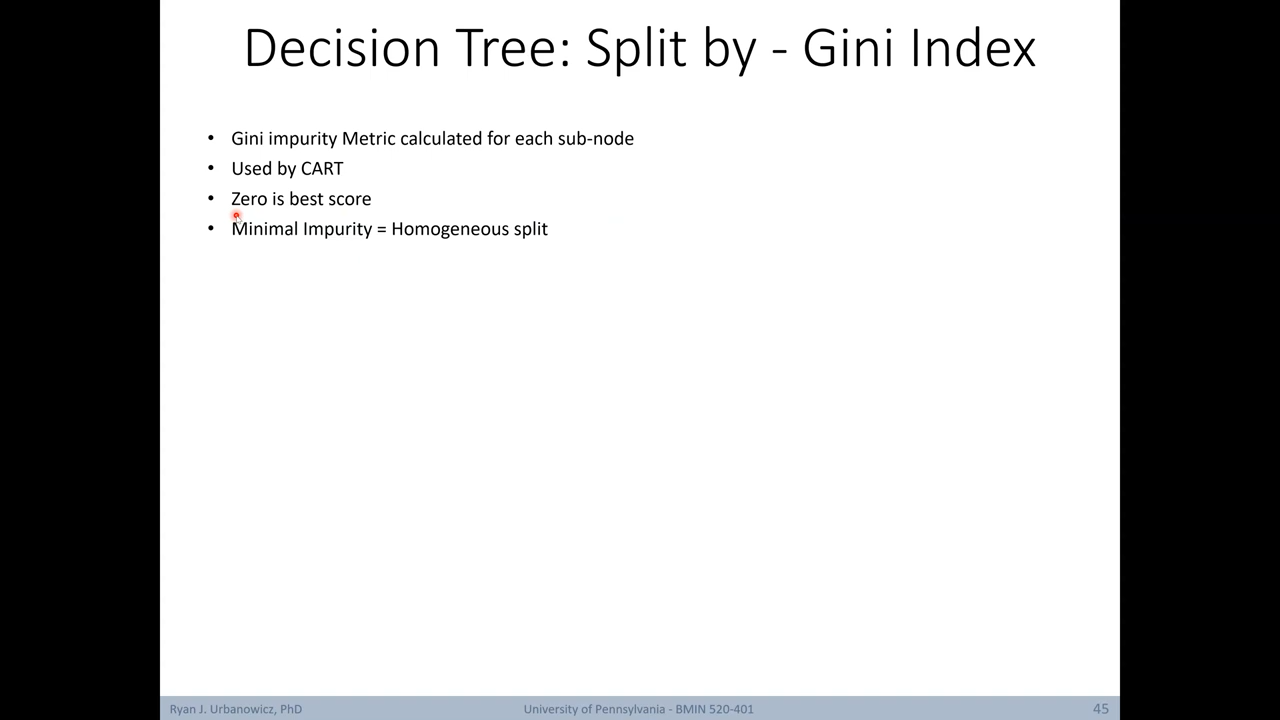 Decision Tree: Split by - Gini Index
• Gini impurity Metric calculated for each sub-node
• Used by CART
• Zero is best score
• Minimal Impurity = Homogeneous split
Ryan J. Urbanowicz, PhD
University of Pennsylvania - BMIN 520-401
45